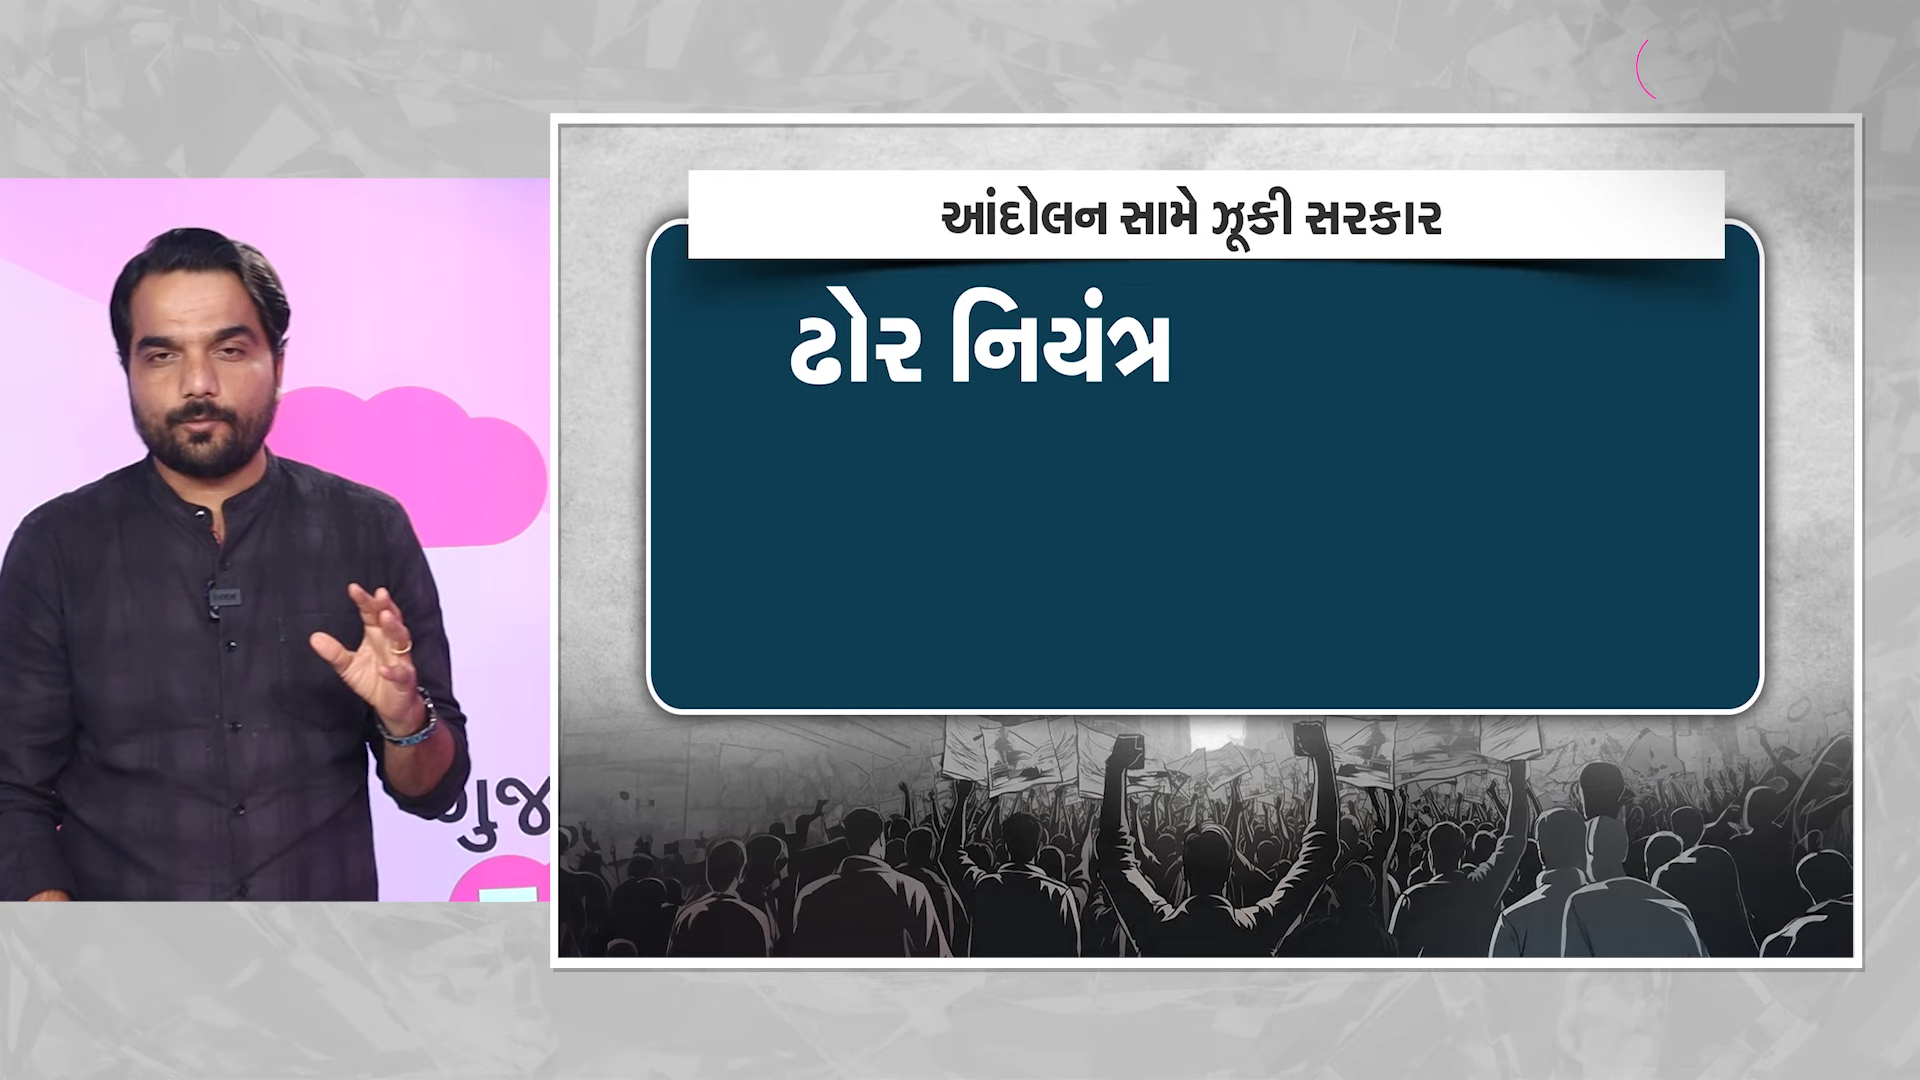 આંદોલન સામે ઝૂકી સરકાર
ઢોર નિયંત્ર
ગુજ